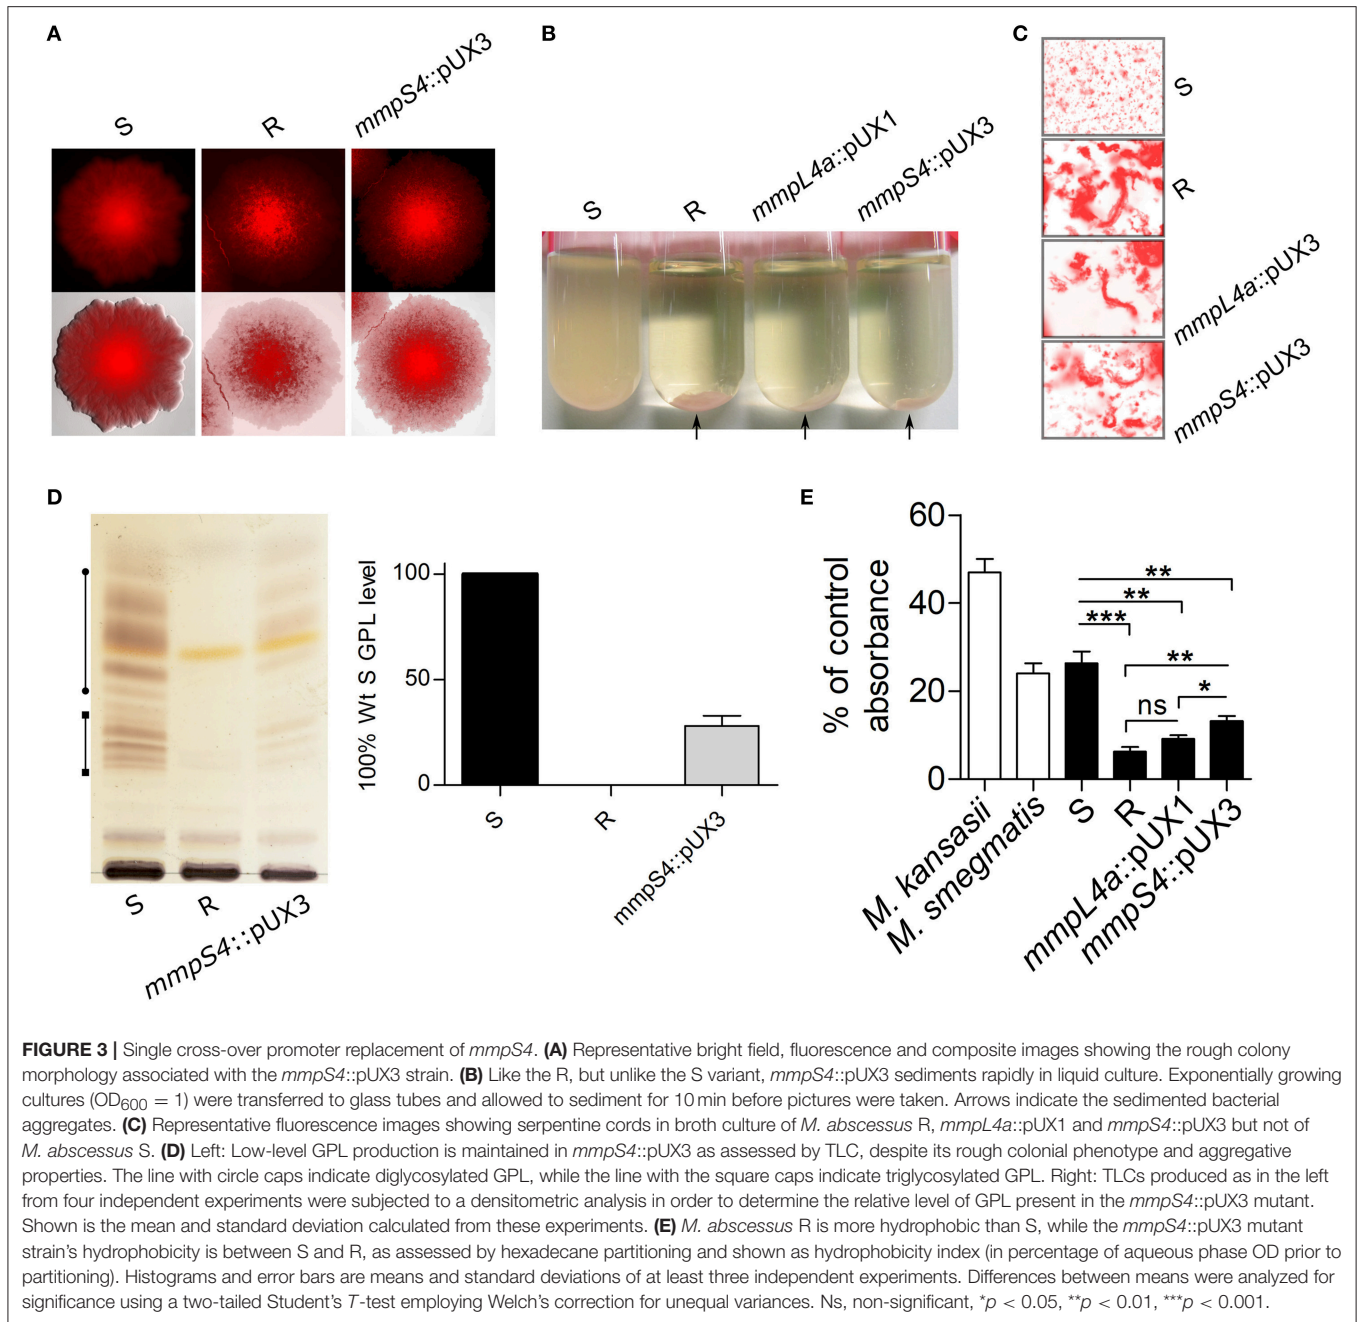 A
S
R
mmpS4::pUX3
B
S
R
mmpL4a::pUX1
mmpS4::pUX3
C
S
R
mmpL4a::pUX3
mmpS4::pUX3
D
S
R
mmpS4::pUX3
100% Wt S GPL level
100
50
0
S
R
mmpS4::pUX3
E
% of control
absorbance
60
40
20
0
**
**
***
**
*
ns
M. kansasii
M. smegmatis
S
R
mmpL4a::pUX1
mmpS4::pUX3
FIGURE 3 | Single cross-over promoter replacement of mmpS4. (A) Representative bright field, fluorescence and composite images showing the rough colony
morphology associated with the mmpS4::pUX3 strain. (B) Like the R, but unlike the S variant, mmpS4::pUX3 sediments rapidly in liquid culture. Exponentially growing
cultures (OD600 = 1) were transferred to glass tubes and allowed to sediment for 10 min before pictures were taken. Arrows indicate the sedimented bacterial
aggregates. (C) Representative fluorescence images showing serpentine cords in broth culture of M. abscessus R, mmpL4a::pUX1 and mmpS4::pUX3 but not of
M. abscessus S. (D) Left: Low-level GPL production is maintained in mmpS4::pUX3 as assessed by TLC, despite its rough colonial phenotype and aggregative
properties. The line with circle caps indicate diglycosylated GPL, while the line with the square caps indicate triglycosylated GPL. Right: TLCs produced as in the left
from four independent experiments were subjected to a densitometric analysis in order to determine the relative level of GPL present in the mmpS4::pUX3 mutant.
Shown is the mean and standard deviation calculated from these experiments. (E) M. abscessus R is more hydrophobic than S, while the mmpS4::pUX3 mutant
strain's hydrophobicity is between S and R, as assessed by hexadecane partitioning and shown as hydrophobicity index (in percentage of aqueous phase OD prior to
partitioning). Histograms and error bars are means and standard deviations of at least three independent experiments. Differences between means were analyzed for
significance using a two-tailed Student's T-test employing Welch's correction for unequal variances. Ns, non-significant, *p < 0.05, **p < 0.01, ***p < 0.001.